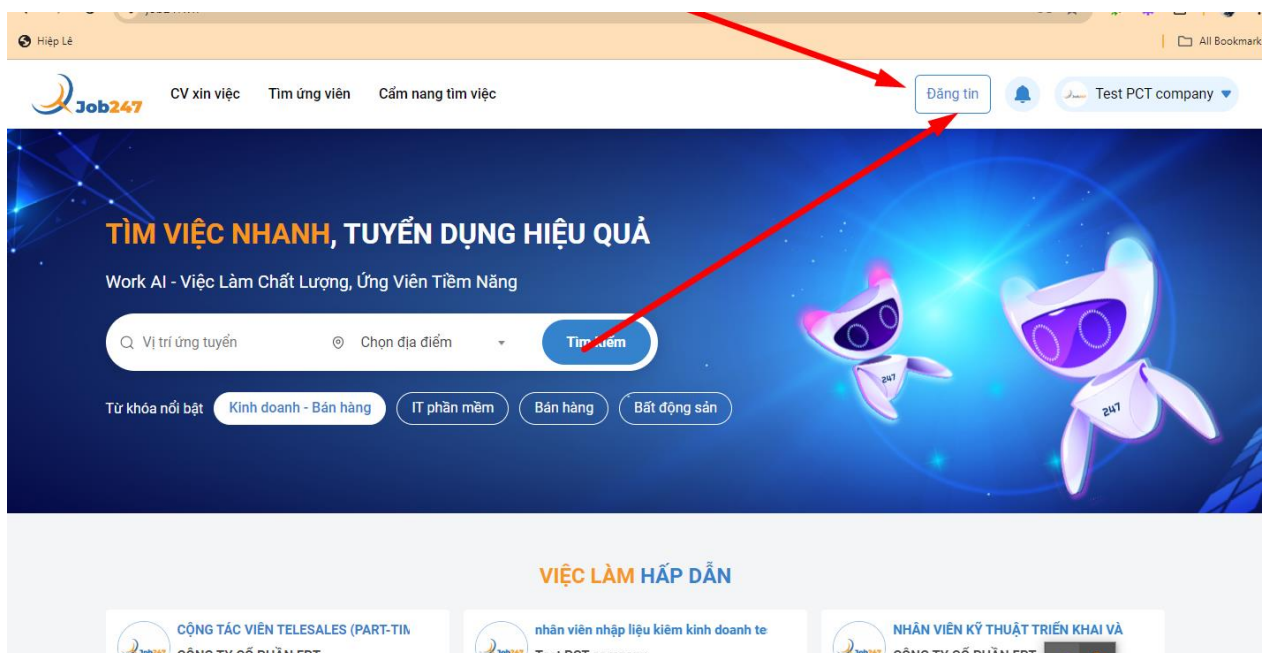 Hiệp Lê
All Bookmark
Job247
CV xin việc
Tìm ứng viên
Cẩm nang tìm việc
Đăng tin
Test PCT company
TÌM VIỆC NHANH, TUYỂN DỤNG HIỆU QUẢ
Work AI - Việc Làm Chất Lượng, Ứng Viên Tiềm Năng
Vị trí ứng tuyển
Chọn địa điểm
Tìm kiếm
Từ khóa nổi bật
Kinh doanh - Bán hàng
IT phần mềm
Bán hàng
Bất động sản
247
247
VIỆC LÀM HẤP DẪN
CỘNG TÁC VIÊN TELESALES (PART-TIM
nhân viên nhập liệu kiêm kinh doanh te
NHÂN VIÊN KỸ THUẬT TRIỂN KHAI VÀ